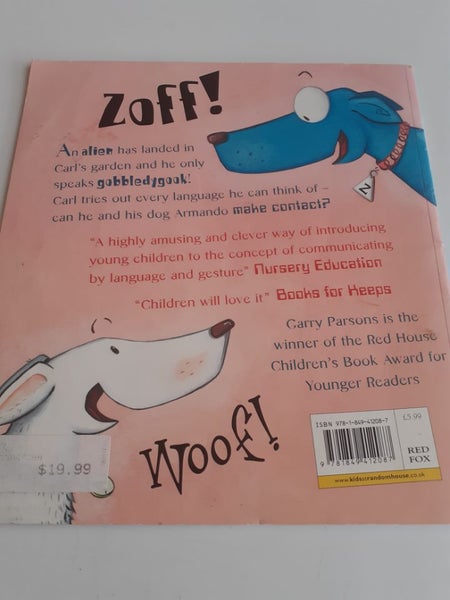 Zoff!
An alien has landed in
Carl's garden and he only
speaks gobbledygook!
Carl tries out every language he can think of –
can he and his dog Armando make contact?
"A highly amusing and clever way of introducing
young children to the concept of communicating
by language and gesture" Nursery Education
"Children will love it" Books for Keeps
Garry Parsons is the
winner of the Red House
Children's Book Award for
Younger Readers
Z
Woof!
$19.99
ISBN 978-1-849-41208-7
9 781849 412087
£5.99
RED
FOX
www.kidsatrandomhouse.co.uk